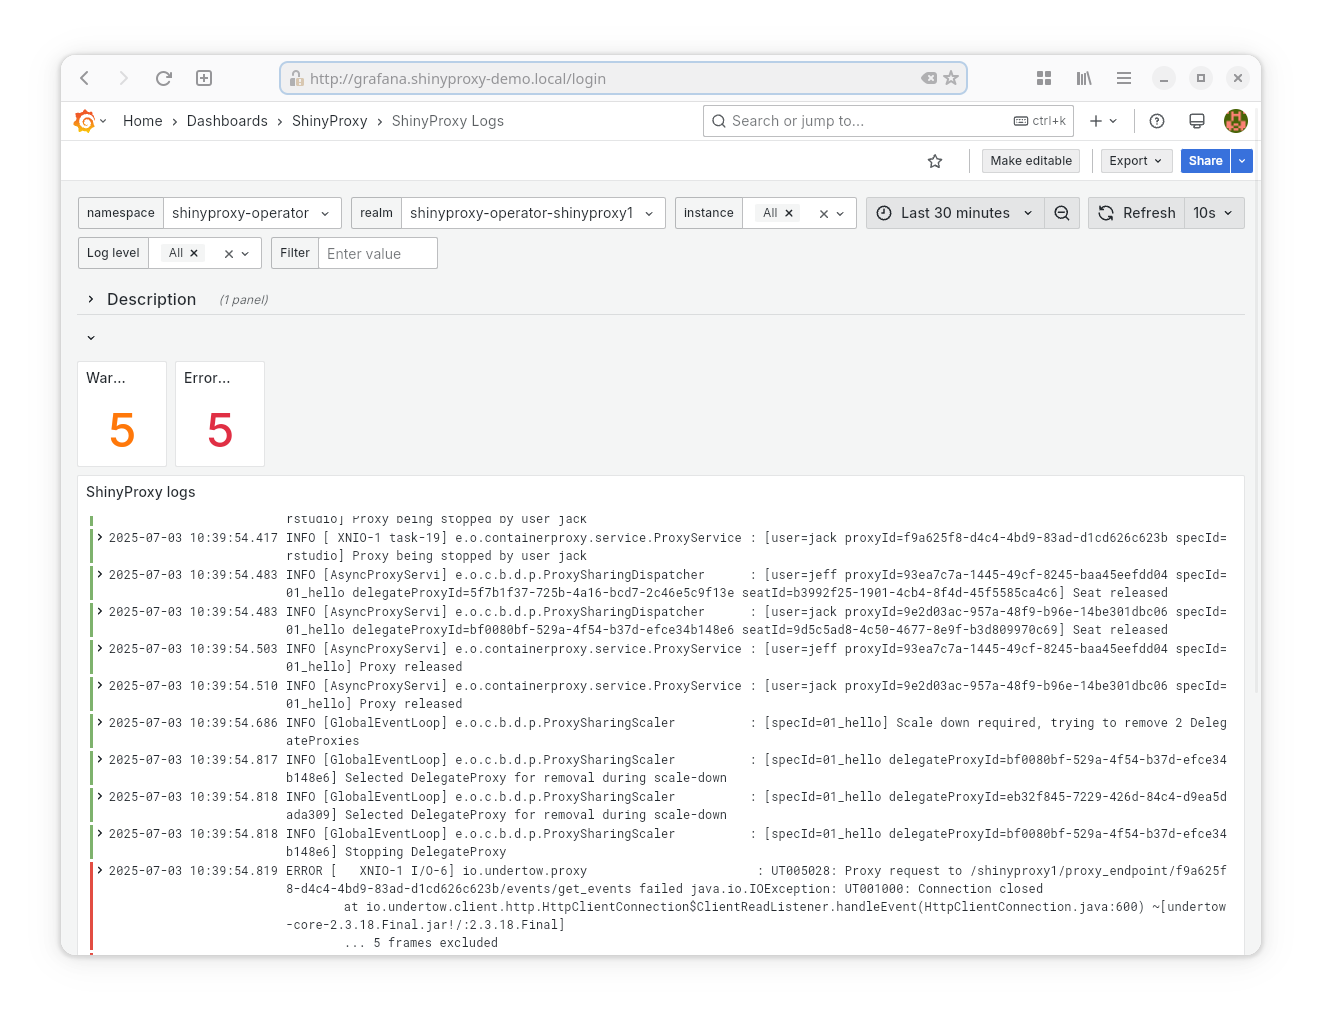 http://grafana.shinyproxy-demo.local/login
Home › Dashboards › ShinyProxy › ShinyProxy Logs
Search or jump to...
ctrl+k
Make editable
Export
Share
namespace
shinyproxy-operator
realm
shinyproxy-operator-shinyproxy1
instance
All
Last 30 minutes
Refresh
10s
Log level
All
Filter
Enter value
Description (1 panel)
War...
5
Error...
5
ShinyProxy logs
rstudio] Proxy being stopped by user jack
2025-07-03 10:39:54.417 INFO [ XNIO-1 task-19] e.o.containerproxy.service.ProxyService : [user=jack proxyId=f9a625f8-d4c4-4bd9-83ad-d1cd626c623b specId=
rstudio] Proxy being stopped by user jack
2025-07-03 10:39:54.483 INFO [AsyncProxyServi] e.o.c.b.d.p.ProxySharingDispatcher : [user=jeff proxyId=93ea7c7a-1445-49cf-8245-baa45eefdd04 specId=
01_hello delegateProxyId=5f7b1f37-725b-4a16-bcd7-2c46e5c9f13e seatId=b3992f25-1901-4cb4-8f4d-45f5585ca4c6] Seat released
2025-07-03 10:39:54.483 INFO [AsyncProxyServi] e.o.c.b.d.p.ProxySharingDispatcher : [user=jack proxyId=9e2d03ac-957a-48f9-b96e-14be301dbc06 specId=
01_hello delegateProxyId=bf0080bf-529a-4f54-b37d-efce34b148e6 seatId=9d5c5ad8-4c50-4677-8e9f-b3d809970c69] Seat released
2025-07-03 10:39:54.503 INFO [AsyncProxyServi] e.o.containerproxy.service.ProxyService : [user=jeff proxyId=93ea7c7a-1445-49cf-8245-baa45eefdd04 specId=
01_hello] Proxy released
2025-07-03 10:39:54.510 INFO [AsyncProxyServi] e.o.containerproxy.service.ProxyService : [user=jack proxyId=9e2d03ac-957a-48f9-b96e-14be301dbc06 specId=
01_hello] Proxy released
2025-07-03 10:39:54.686 INFO [GlobalEventLoop] e.o.c.b.d.p.ProxySharingScaler : [specId=01_hello] Scale down required, trying to remove 2 Deleg
ateProxies
2025-07-03 10:39:54.817 INFO [GlobalEventLoop] e.o.c.b.d.p.ProxySharingScaler : [specId=01_hello delegateProxyId=bf0080bf-529a-4f54-b37d-efce34
b148e6] Selected DelegateProxy for removal during scale-down
2025-07-03 10:39:54.818 INFO [GlobalEventLoop] e.o.c.b.d.p.ProxySharingScaler : [specId=01_hello delegateProxyId=eb32f845-7229-426d-84c4-d9ea5d
ada309] Selected DelegateProxy for removal during scale-down
2025-07-03 10:39:54.818 INFO [GlobalEventLoop] e.o.c.b.d.p.ProxySharingScaler : [specId=01_hello delegateProxyId=bf0080bf-529a-4f54-b37d-efce34
b148e6] Stopping DelegateProxy
2025-07-03 10:39:54.819 ERROR [ XNIO-1 I/O-6] io.undertow.proxy : UT005028: Proxy request to /shinyproxy1/proxy_endpoint/f9a625f
8-d4c4-4bd9-83ad-d1cd626c623b/events/get_events failed java.io.IOException: UT001000: Connection closed
at io.undertow.client.http.HttpClientConnection$ClientReadListener.handleEvent(HttpClientConnection.java:600) ~[undertow
-core-2.3.18.Final.jar!/:2.3.18.Final]
... 5 frames excluded